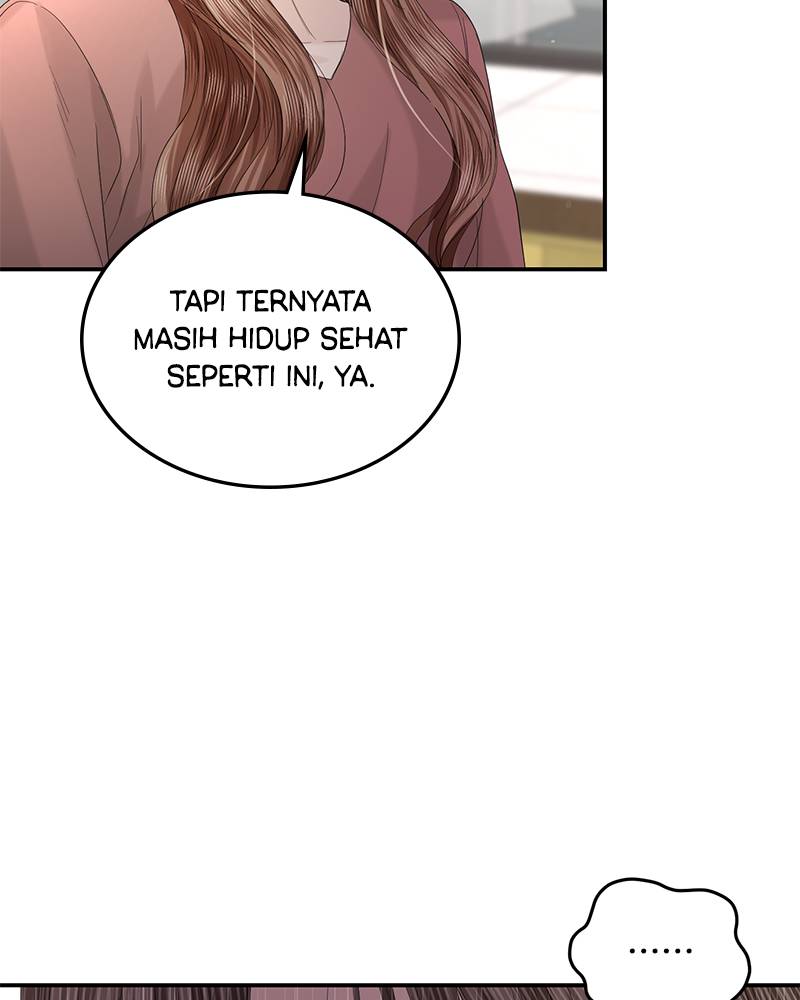 TAPI TERNYATA
MASIH HIDUP SEHAT
SEPERTI INI, YA.
......